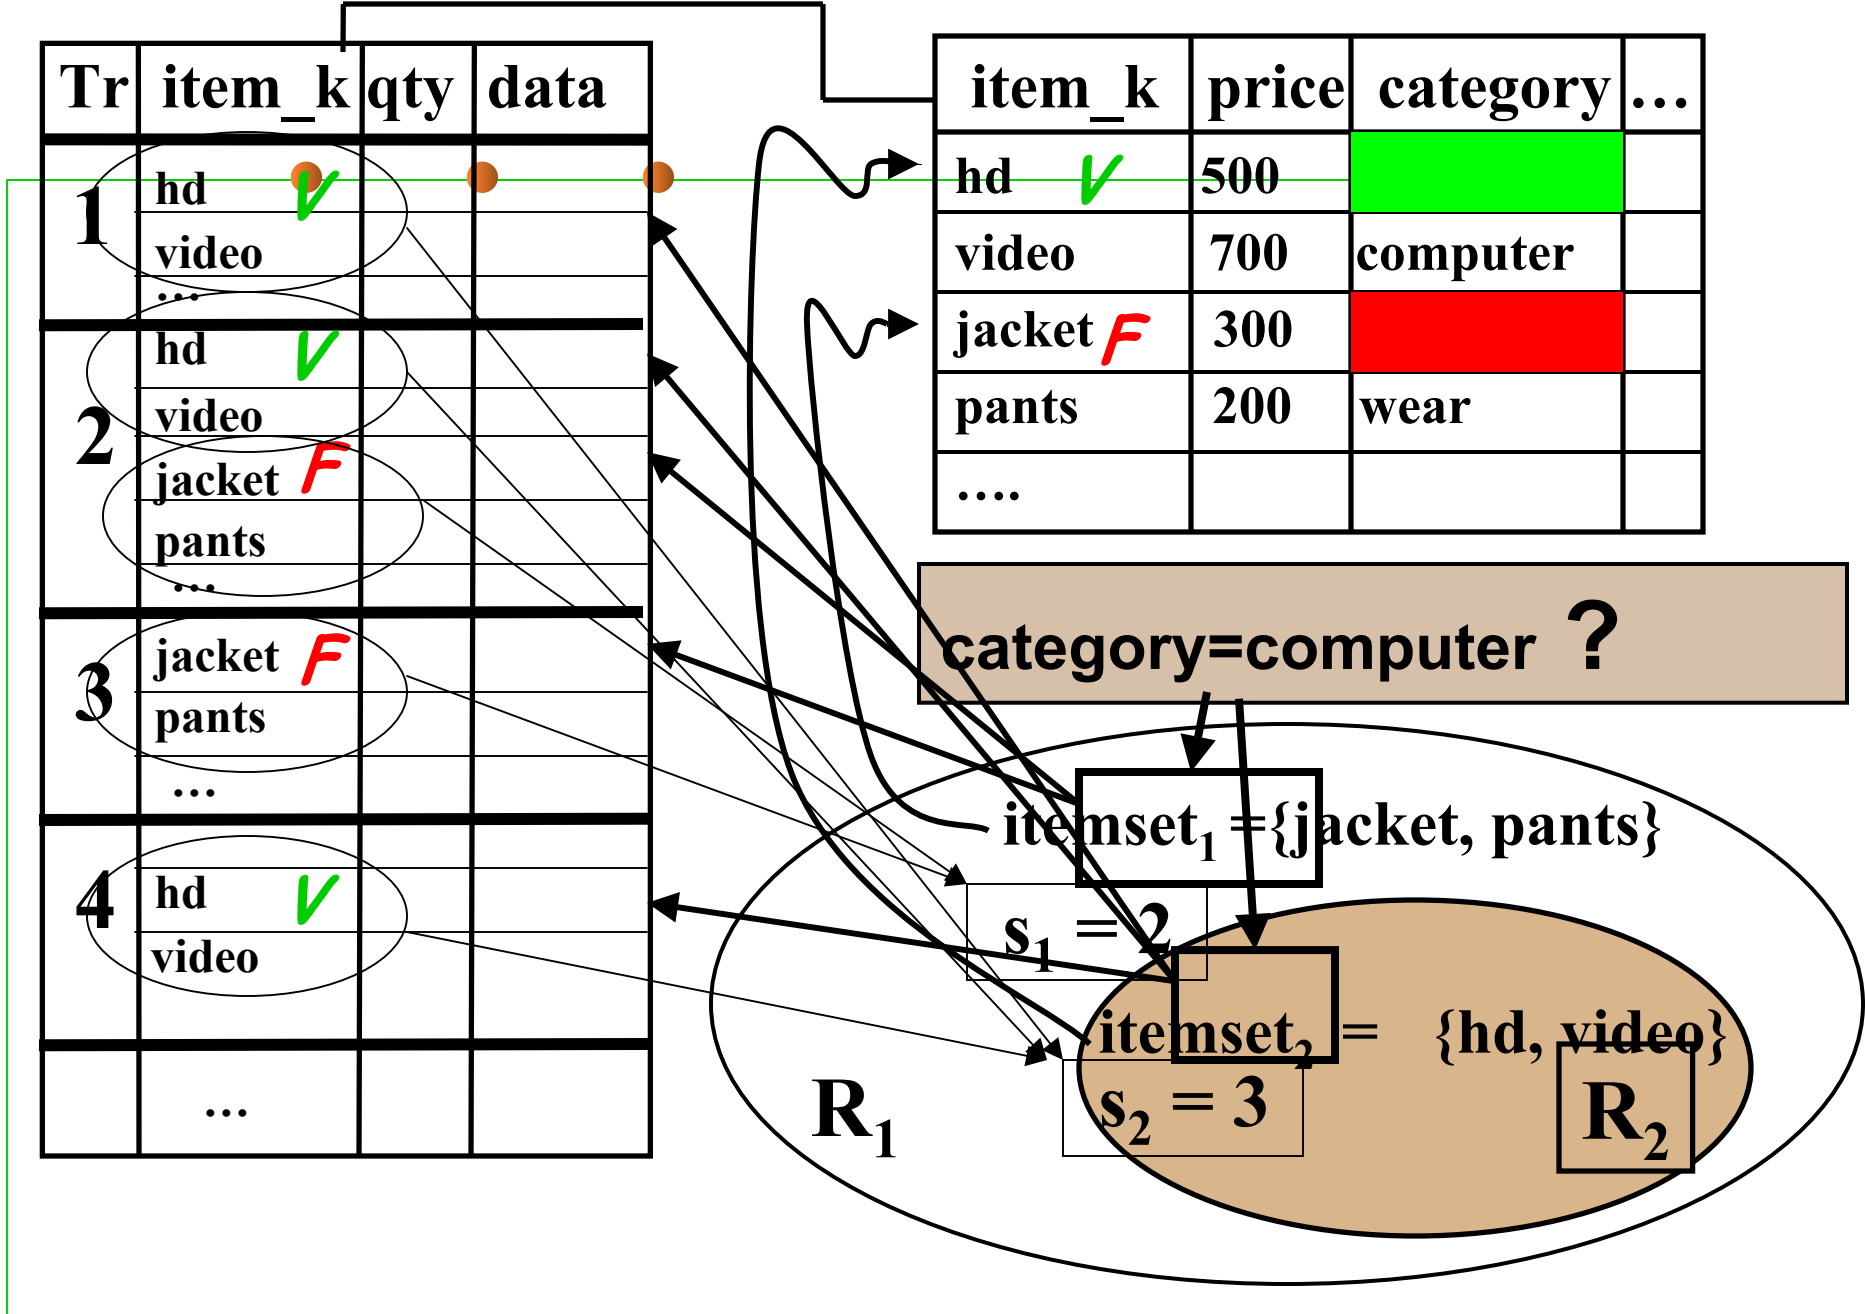 Tr item_k qty data
1
hd V
video
...
2
hd V
video
jacket F
pants
...
3
jacket F
pants
...
4
hd V
video
...
item_k price category ...
hd V 500
video 700 computer
jacket F 300
pants 200 wear
....
category=computer ?
itemset1 ={jacket, pants}
s1 = 2
itemset2 = {hd, video}
s2 = 3
R1
R2